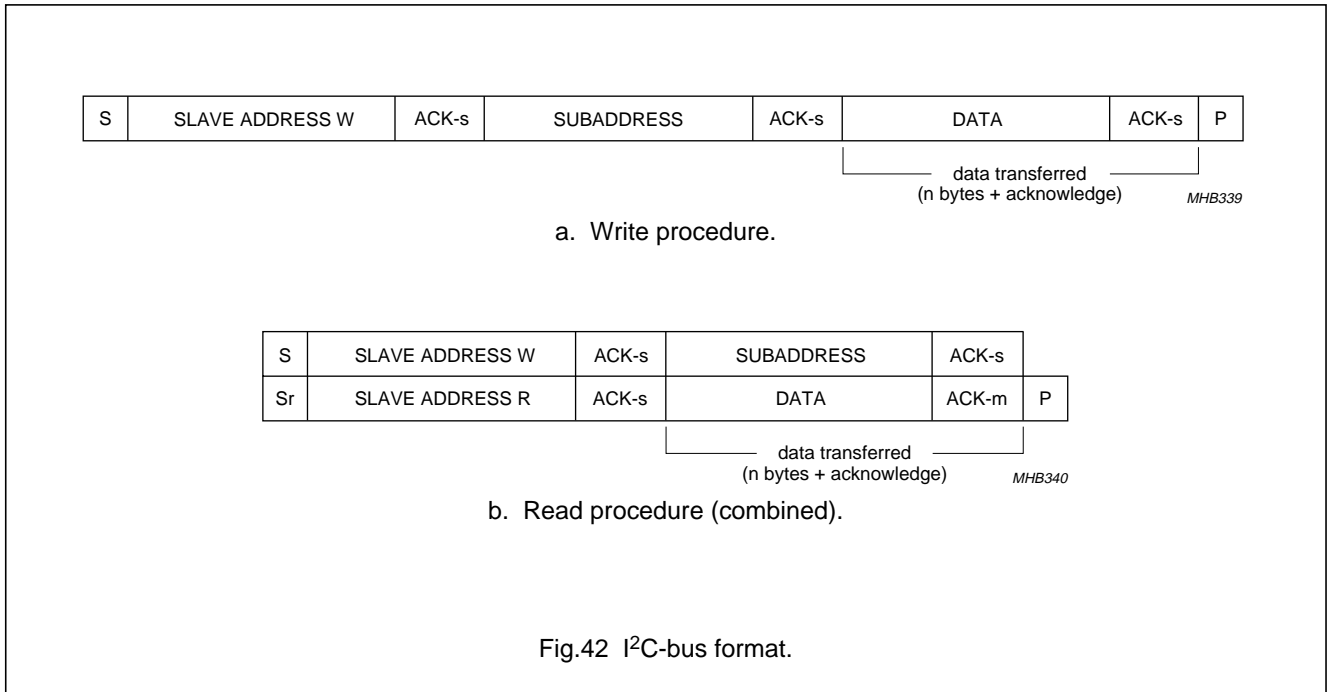 S SLAVE ADDRESS W ACK-s SUBADDRESS ACK-s DATA ACK-s P
data transferred
(n bytes + acknowledge)
MHB339
a. Write procedure.
S SLAVE ADDRESS W ACK-s SUBADDRESS ACK-s
Sr SLAVE ADDRESS R ACK-s DATA ACK-m P
data transferred
(n bytes + acknowledge)
MHB340
b. Read procedure (combined).
Fig.42 I²C-bus format.